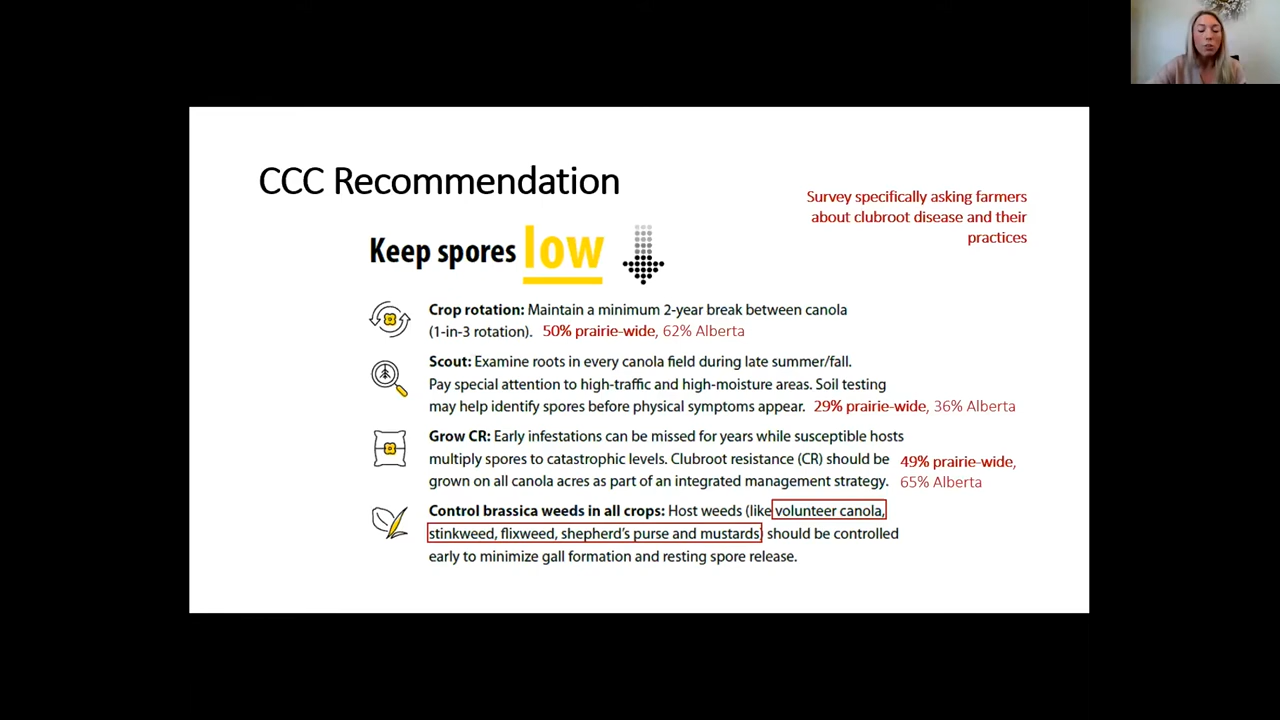 CCC Recommendation
Survey specifically asking farmers
about clubroot disease and their
practices
Keep spores low
Crop rotation: Maintain a minimum 2-year break between canola
(1-in-3 rotation). 50% prairie-wide, 62% Alberta
Scout: Examine roots in every canola field during late summer/fall.
Pay special attention to high-traffic and high-moisture areas. Soil testing
may help identify spores before physical symptoms appear. 29% prairie-wide, 36% Alberta
Grow CR: Early infestations can be missed for years while susceptible hosts
multiply spores to catastrophic levels. Clubroot resistance (CR) should be
grown on all canola acres as part of an integrated management strategy.
49% prairie-wide,
65% Alberta
Control brassica weeds in all crops: Host weeds (like volunteer canola,
stinkweed, flixweed, shepherd's purse and mustards) should be controlled
early to minimize gall formation and resting spore release.